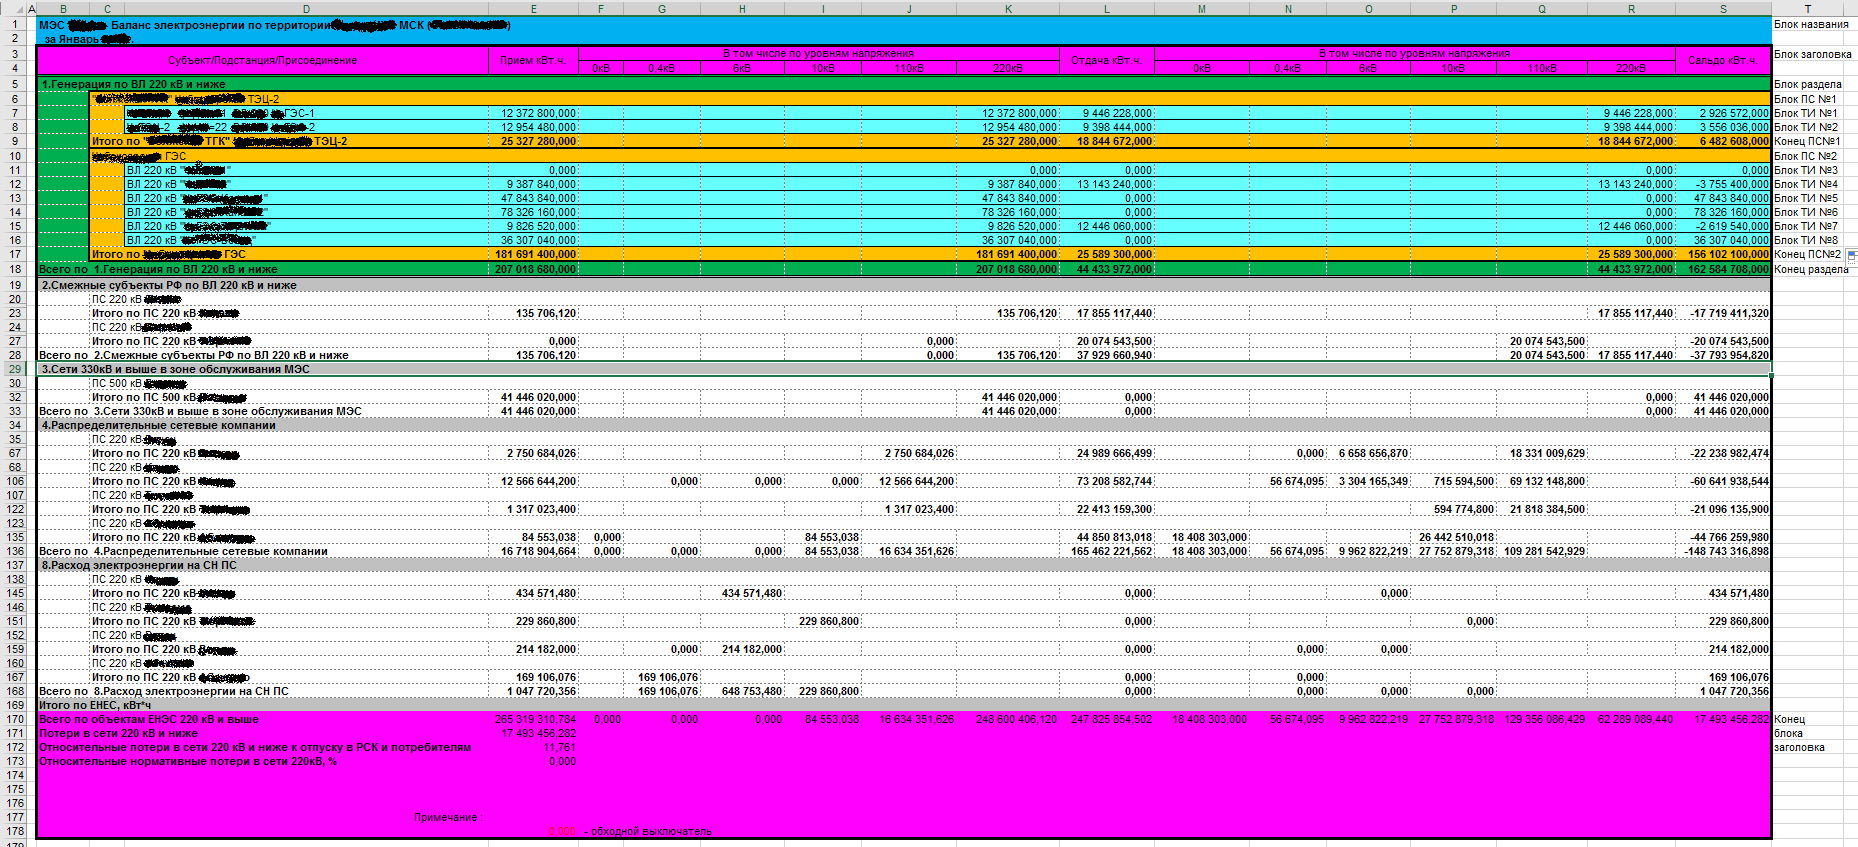 A B C D E F G H I J K L M N O P Q R S T
1 МЭС Баланс электроэнергии по территории МСК ( ) Блок названия
2 за Январь .
3 Субъект/Подстанция/Присоединение Прием кВт.ч. В том числе по уровням напряжения Отдача кВт.ч. В том числе по уровням напряжения Сальдо кВт.ч. Блок заголовка
4 0кВ 0,4кВ 6кВ 10кВ 110кВ 220кВ 0кВ 0,4кВ 6кВ 10кВ 110кВ 220кВ
5 1.Генерация по ВЛ 220 кВ и ниже Блок раздела
6 ТЭЦ-2 Блок ПС №1
7 ГЭС-1 12 372 800,000 12 372 800,000 9 446 228,000 9 446 228,000 2 926 572,000 Блок ТИ №1
8 -2 =22 -2 12 954 480,000 12 954 480,000 9 398 444,000 9 398 444,000 3 556 036,000 Блок ТИ №2
9 Итого по " ТГК" ТЭЦ-2 25 327 280,000 25 327 280,000 18 844 672,000 18 844 672,000 6 482 608,000 Конец ПС№1
10 ГЭС Блок ПС №2
11 ВЛ 220 кВ " " 0,000 0,000 0,000 0,000 0,000 Блок ТИ №3
12 ВЛ 220 кВ " 9 387 840,000 9 387 840,000 13 143 240,000 13 143 240,000 -3 755 400,000 Блок ТИ №4
13 ВЛ 220 кВ " " 47 843 840,000 47 843 840,000 0,000 0,000 47 843 840,000 Блок ТИ №5
14 ВЛ 220 кВ " " 78 326 160,000 78 326 160,000 0,000 0,000 78 326 160,000 Блок ТИ №6
15 ВЛ 220 кВ " " 9 826 520,000 9 826 520,000 12 446 060,000 12 446 060,000 -2 619 540,000 Блок ТИ №7
16 ВЛ 220 кВ " " 36 307 040,000 36 307 040,000 0,000 0,000 36 307 040,000 Блок ТИ №8
17 Итого по ГЭС 181 691 400,000 181 691 400,000 25 589 300,000 25 589 300,000 156 102 100,000 Конец ПС№2
18 Всего по 1.Генерация по ВЛ 220 кВ и ниже 207 018 680,000 207 018 680,000 44 433 972,000 44 433 972,000 162 584 708,000 Конец раздела
19 2.Смежные субъекты РФ по ВЛ 220 кВ и ниже
20 ПС 220 кВ
23 Итого по ПС 220 кВ 135 706,120 135 706,120 17 855 117,440 17 855 117,440 -17 719 411,320
24 ПС 220 кВ
27 Итого по ПС 220 кВ 0,000 0,000 20 074 543,500 20 074 543,500 -20 074 543,500
28 Всего по 2.Смежные субъекты РФ по ВЛ 220 кВ и ниже 135 706,120 0,000 135 706,120 37 929 660,940 20 074 543,500 17 855 117,440 -37 793 954,820
29 3.Сети 330кВ и выше в зоне обслуживания МЭС
30 ПС 500 кВ
32 Итого по ПС 500 кВ 41 446 020,000 41 446 020,000 0,000 0,000 41 446 020,000
33 Всего по 3.Сети 330кВ и выше в зоне обслуживания МЭС 41 446 020,000 41 446 020,000 0,000 0,000 41 446 020,000
34 4.Распределительные сетевые компании
35 ПС 220 кВ
67 Итого по ПС 220 кВ 2 750 684,026 2 750 684,026 24 989 666,499 0,000 6 658 656,870 18 331 009,629 -22 238 982,474
68 ПС 220 кВ
106 Итого по ПС 220 кВ 12 566 644,200 0,000 0,000 0,000 12 566 644,200 73 208 582,744 56 674,095 3 304 165,349 715 594,500 69 132 148,800 -60 641 938,544
107 ПС 220 кВ
122 Итого по ПС 220 кВ 1 317 023,400 1 317 023,400 22 413 159,300 594 774,800 21 818 384,500 -21 096 135,900
123 ПС 220 кВ
135 Итого по ПС 220 кВ 84 553,038 0,000 84 553,038 44 850 813,018 18 408 303,000 26 442 510,018 -44 766 259,980
136 Всего по 4.Распределительные сетевые компании 16 718 904,664 0,000 0,000 0,000 84 553,038 16 634 351,626 165 462 221,562 18 408 303,000 56 674,095 9 962 822,219 27 752 879,318 109 281 542,929 -148 743 316,898
137 8.Расход электроэнергии на СН ПС
138 ПС 220 кВ
145 Итого по ПС 220 кВ 434 571,480 434 571,480 0,000 0,000 434 571,480
146 ПС 220 кВ
151 Итого по ПС 220 кВ 229 860,800 229 860,800 0,000 0,000 229 860,800
152 ПС 220 кВ
159 Итого по ПС 220 кВ 214 182,000 0,000 214 182,000 0,000 0,000 0,000 214 182,000
160 ПС 220 кВ
167 Итого по ПС 220 кВ 169 106,076 169 106,076 0,000 0,000 169 106,076
168 Всего по 8.Расход электроэнергии на СН ПС 1 047 720,356 169 106,076 648 753,480 229 860,800 0,000 0,000 0,000 0,000 1 047 720,356
169 Итого по ЕНЕС, кВт*ч
170 Всего по объектам ЕНЭС 220 кВ и выше 265 319 310,784 0,000 0,000 0,000 84 553,038 16 634 351,626 248 600 406,120 247 825 854,502 18 408 303,000 56 674,095 9 962 822,219 27 752 879,318 129 356 086,429 62 289 089,440 17 493 456,282 Конец
171 Потери в сети 220 кВ и ниже 17 493 456,282 блока
172 Относительные потери в сети 220 кВ и ниже к отпуску в РСК и потребителям 11,761 заголовка
173 Относительные нормативные потери в сети 220кВ, % 0,000
174
175
176
177 Примечание :
178 0,000 - обходной выключатель
179